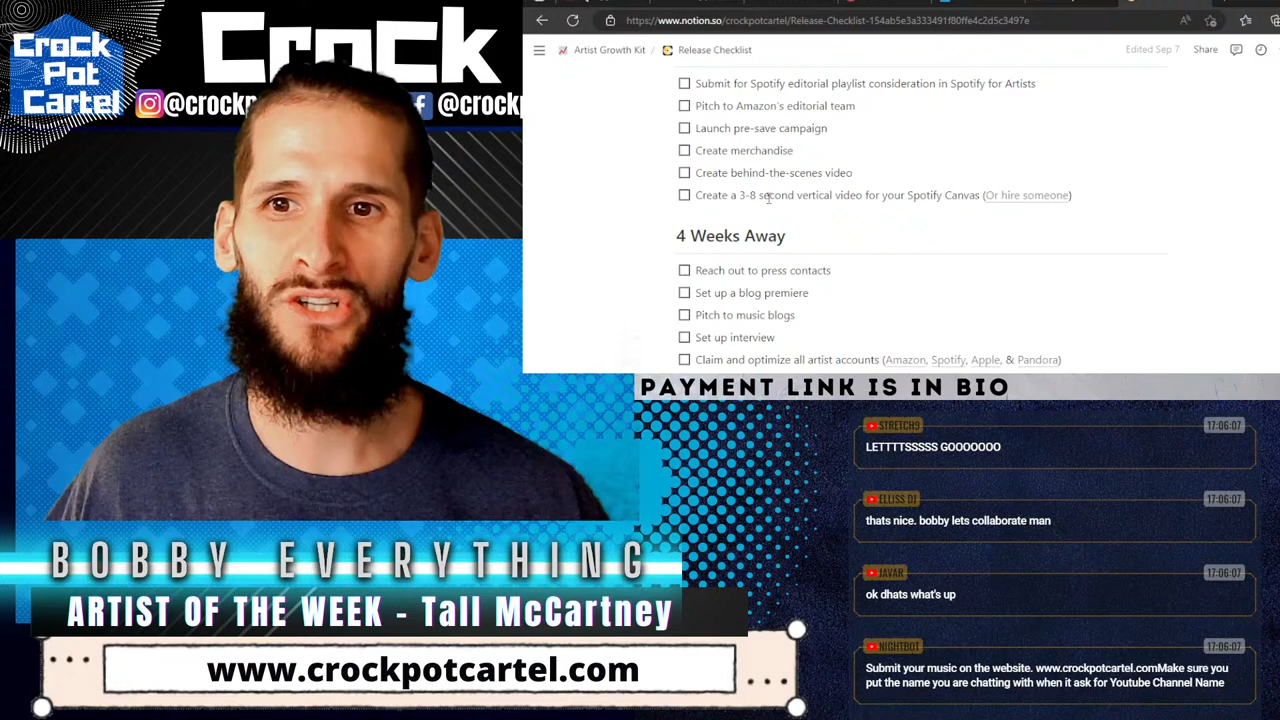 Crock
Pot
Cartel
Crock
@crockp
@crockp
https://www.notion.so/crockpotcartel/Release-Checklist-154ab5e3a333491f80ffe4c2d5c3497e
Artist Growth Kit / Release Checklist
Edited Sep 7
Share
Submit for Spotify editorial playlist consideration in Spotify for Artists
Pitch to Amazon's editorial team
Launch pre-save campaign
Create merchandise
Create behind-the-scenes video
Create a 3-8 second vertical video for your Spotify Canvas (Or hire someone)
4 Weeks Away
Reach out to press contacts
Set up a blog premiere
Pitch to music blogs
Set up interview
Claim and optimize all artist accounts (Amazon, Spotify, Apple, & Pandora)
PAYMENT LINK IS IN BIO
STRETCH9 17:06:07
LETTTTSSSSS GOOOOOOO
ELLISS DJ 17:06:07
thats nice. bobby lets collaborate man
JAVAR 17:06:07
ok dhats what's up
NIGHTBOT 17:06:07
Submit your music on the website. www.crockpotcartel.comMake sure you
put the name you are chatting with when it ask for Youtube Channel Name
BOBBY EVERYTHING
ARTIST OF THE WEEK - Tall McCartney
www.crockpotcartel.com